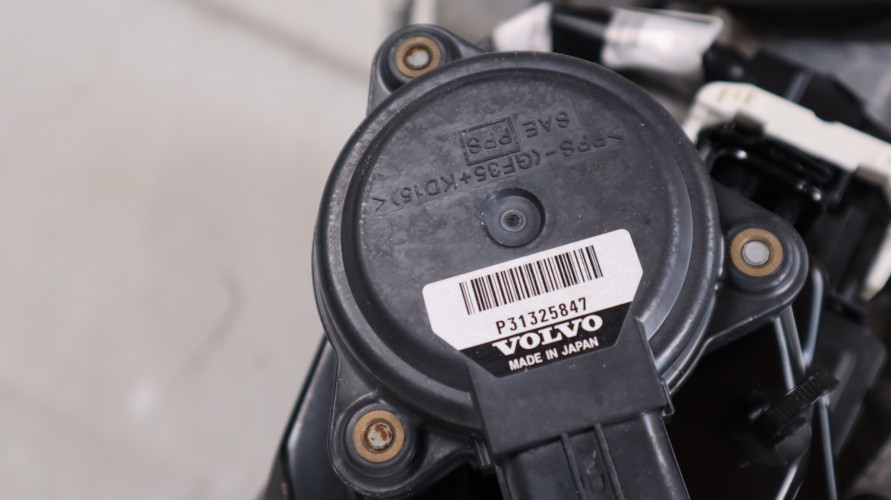 >PPS-(GF35+KD15)<
SAE PPS
P31325847
VOLVO
MADE IN JAPAN